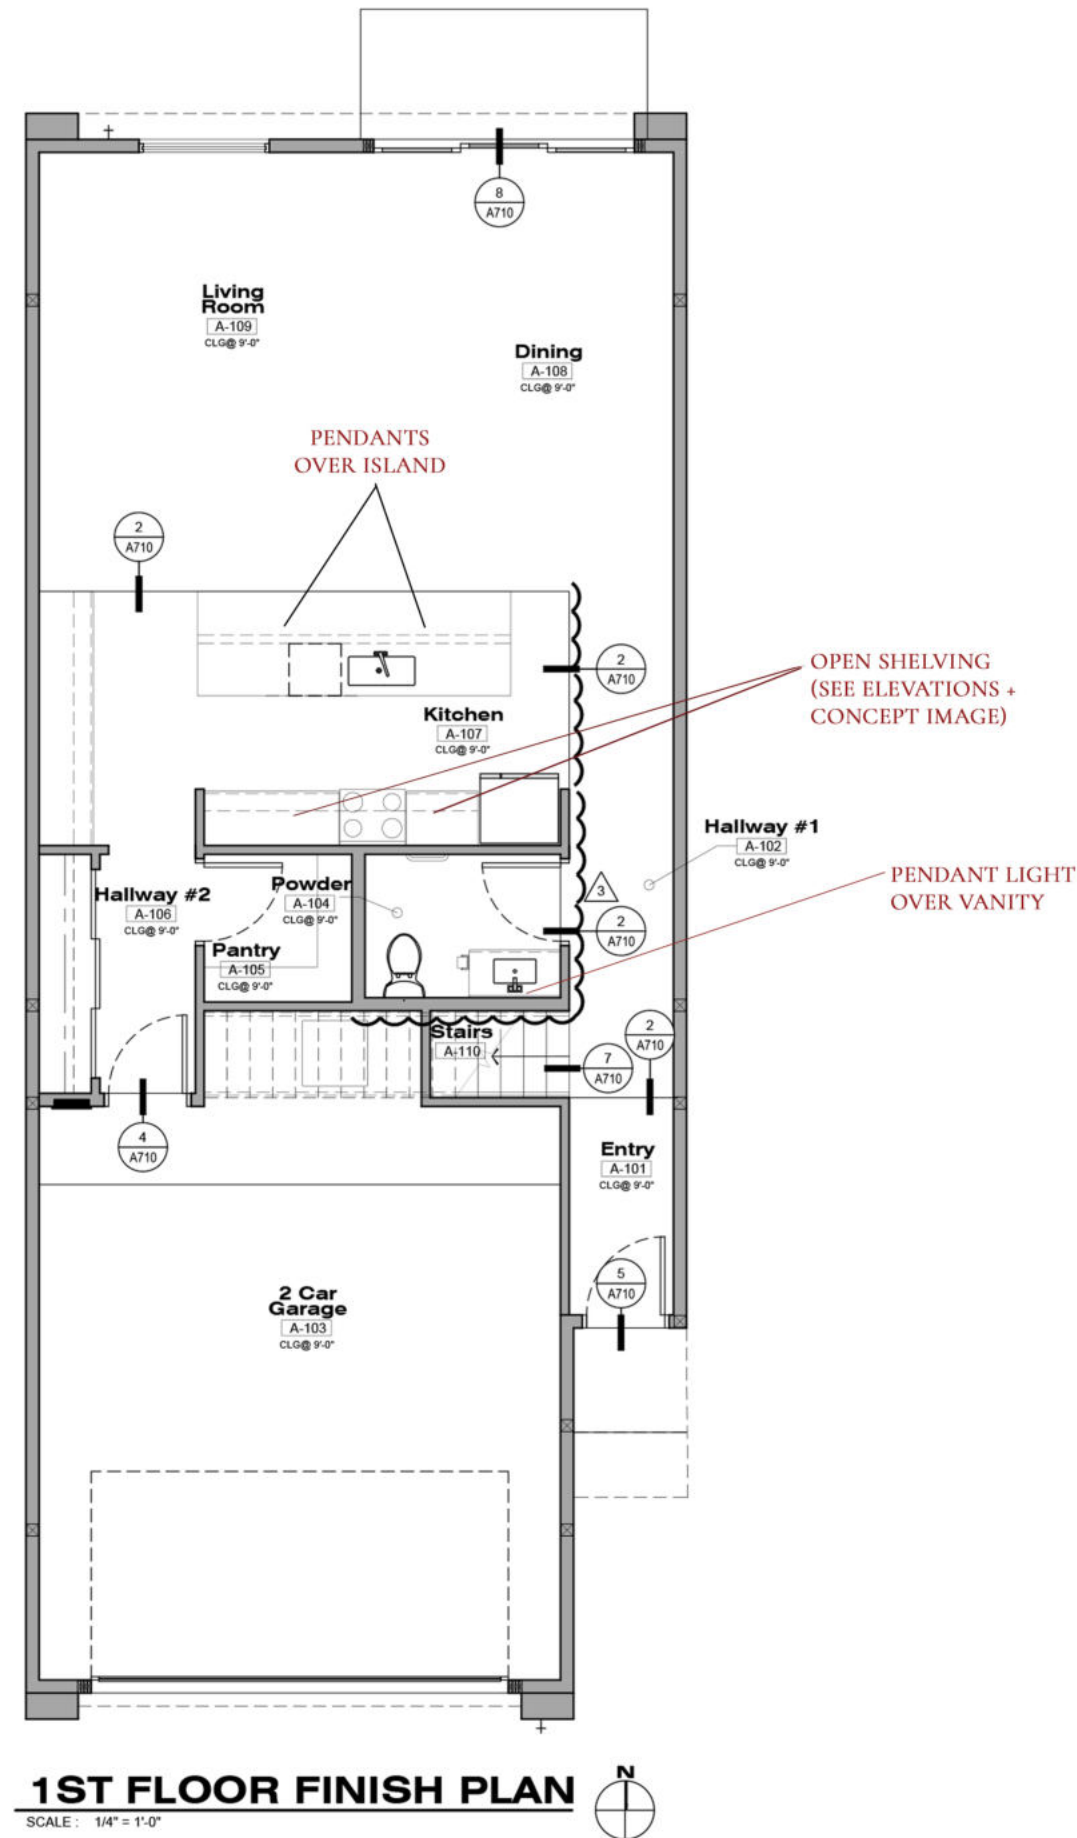 8
A710
Living
Room
A-109
CLG@ 9'-0"
Dining
A-108
CLG@ 9'-0"
PENDANTS
OVER ISLAND
2
A710
2
A710
OPEN SHELVING
(SEE ELEVATIONS +
CONCEPT IMAGE)
Kitchen
A-107
CLG@ 9'-0"
Hallway #1
A-102
CLG@ 9'-0"
PENDANT LIGHT
OVER VANITY
Hallway #2
A-106
CLG@ 9'-0"
Powder
A-104
CLG@ 9'-0"
3
2
A710
Pantry
A-105
CLG@ 9'-0"
Stairs
A-110
2
A710
7
A710
4
A710
Entry
A-101
CLG@ 9'-0"
5
A710
2 Car
Garage
A-103
CLG@ 9'-0"
1ST FLOOR FINISH PLAN
N
SCALE : 1/4" = 1'-0"